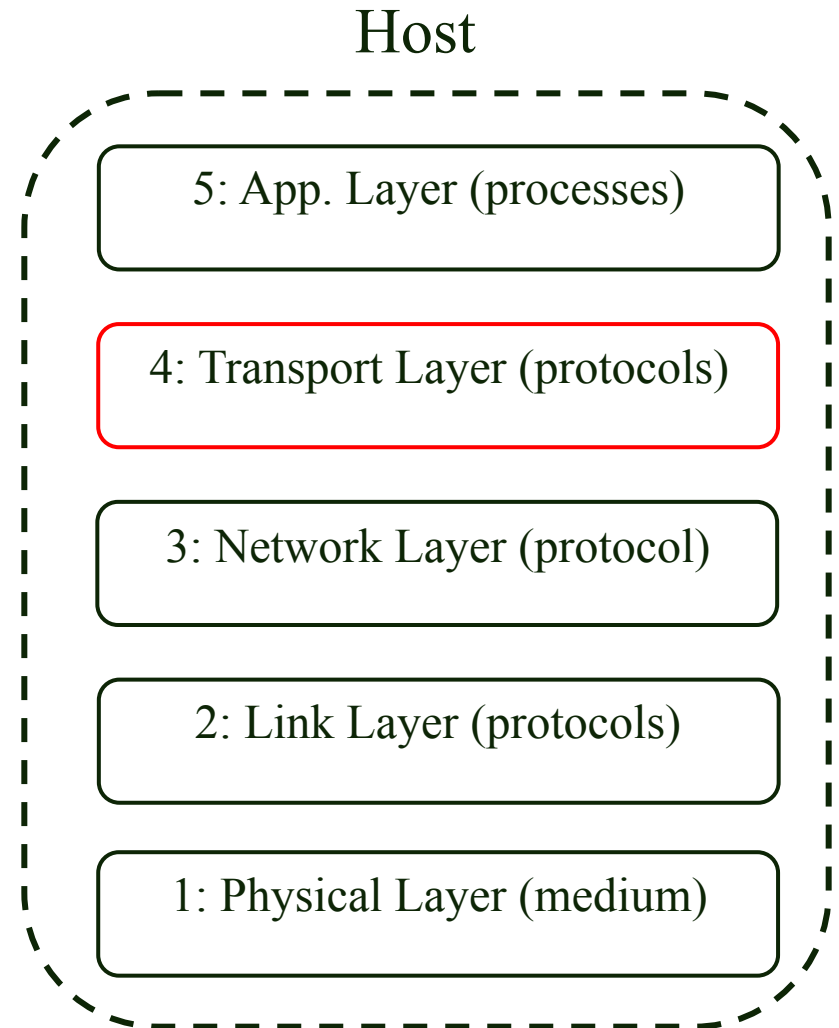 Host
5: App. Layer (processes)
4: Transport Layer (protocols)
3: Network Layer (protocol)
2: Link Layer (protocols)
1: Physical Layer (medium)